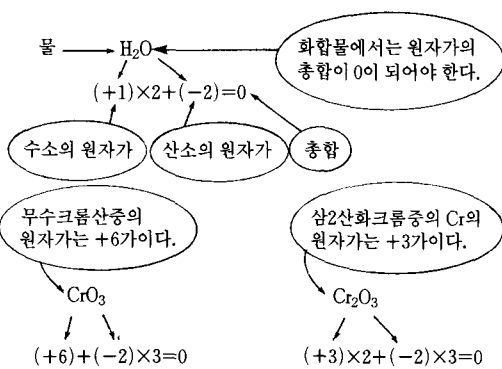 물 H₂O
화합물에서는 원자가의
총합이 0이 되어야 한다.
(+1)×2+(−2)=0
수소의 원자가 산소의 원자가 총합
무수크롬산중의
원자가는 +6가이다.
삼2산화크롬중의 Cr의
원자가는 +3가이다.
CrO₃ Cr₂O₃
(+6)+(−2)×3=0 (+3)×2+(−2)×3=0